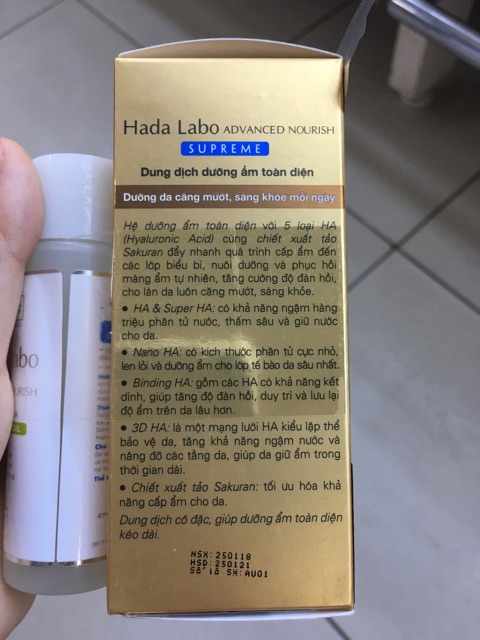 Hada Labo ADVANCED NOURISH
SUPREME
Dung dịch dưỡng ẩm toàn diện
Dưỡng da căng mướt, sáng khỏe mỗi ngày
Hệ dưỡng ẩm toàn diện với 5 loại HA
(Hyaluronic Acid) cùng chiết xuất tảo
Sakuran đẩy nhanh quá trình cấp ẩm đến
các lớp biểu bì, nuôi dưỡng và phục hồi
màng ẩm tự nhiên, tăng cường độ đàn hồi,
cho làn da luôn căng mướt, sáng khỏe.
• HA & Super HA: có khả năng ngậm hàng
triệu phân tử nước, thấm sâu và giữ nước
cho da.
• Nano HA: có kích thước phân tử cực nhỏ,
len lỏi và dưỡng ẩm cho lớp tế bào da sâu nhất.
• Binding HA: gồm các HA có khả năng kết
dính, giúp tăng độ đàn hồi, duy trì và lưu lại
độ ẩm trên da lâu hơn.
• 3D HA: là một mạng lưới HA kiểu lập thể
bảo vệ da, tăng khả năng ngậm nước và
nâng đỡ các tầng da, giúp da giữ ẩm trong
thời gian dài.
• Chiết xuất tảo Sakuran: tối ưu hóa khả
năng cấp ẩm cho da.
Dung dịch cô đặc, giúp dưỡng ẩm toàn diện
kéo dài.
NSX: 250118
HSD: 250121
Số lô SX: AU01
Labo